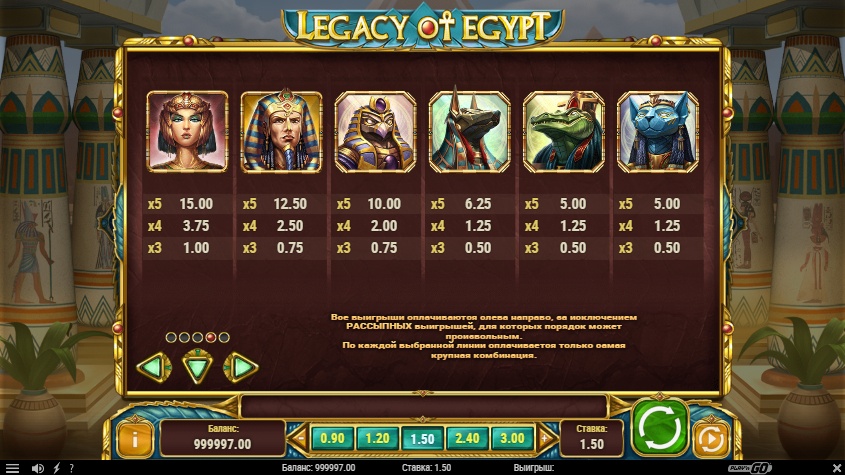 LEGACY OF EGYPT
x5 15.00 x5 12.50 x5 10.00 x5 6.25 x5 5.00 x5 5.00
x4 3.75 x4 2.50 x4 2.00 x4 1.25 x4 1.25 x4 1.25
x3 1.00 x3 0.75 x3 0.75 x3 0.50 x3 0.50 x3 0.50
Все выигрыши оплачиваются слева направо, за исключением
РАССЫПНЫХ выигрышей, для которых порядок может
быть произвольным.
По каждой выбранной линии оплачивается только самая
крупная комбинация.
Баланс:
999997.00
0.90 1.20 1.50 2.40 3.00
Ставка:
1.50
Баланс: 999997.00 Ставка: 1.50 Выигрыш:
PLAY'N GO